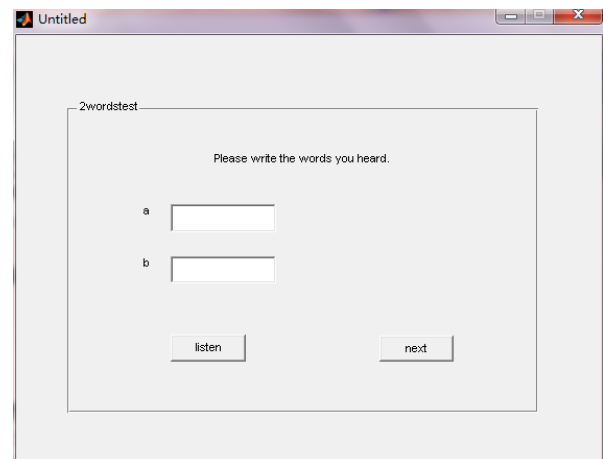 Untitled
2wordstest
Please write the words you heard.
a
b
listen
next